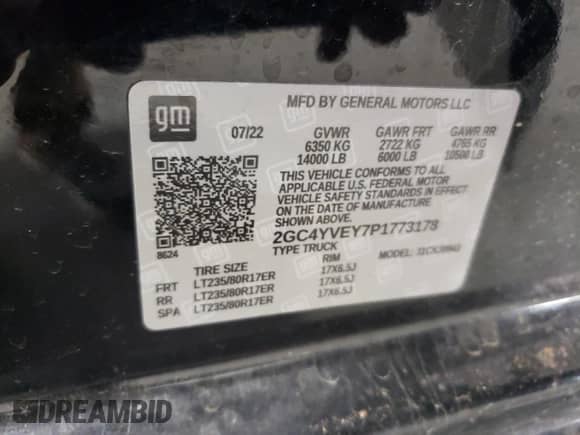 gm
MFD BY GENERAL MOTORS LLC
07/22 GVWR GAWR FRT GAWR RR
6350 KG 2722 KG 4765 KG
14000 LB 6000 LB 10500 LB
THIS VEHICLE CONFORMS TO ALL
APPLICABLE U.S. FEDERAL MOTOR
VEHICLE SAFETY STANDARDS IN EFFECT
ON THE DATE OF MANUFACTURE
SHOWN ABOVE.
2GC4YVEY7P1773178
8624 TYPE TRUCK MODEL:
TIRE SIZE RIM
FRT LT235/80R17ER 17X6.5J
RR LT235/80R17ER 17X6.5J
SPA LT235/80R17ER 17X6.5J
DREAMBID